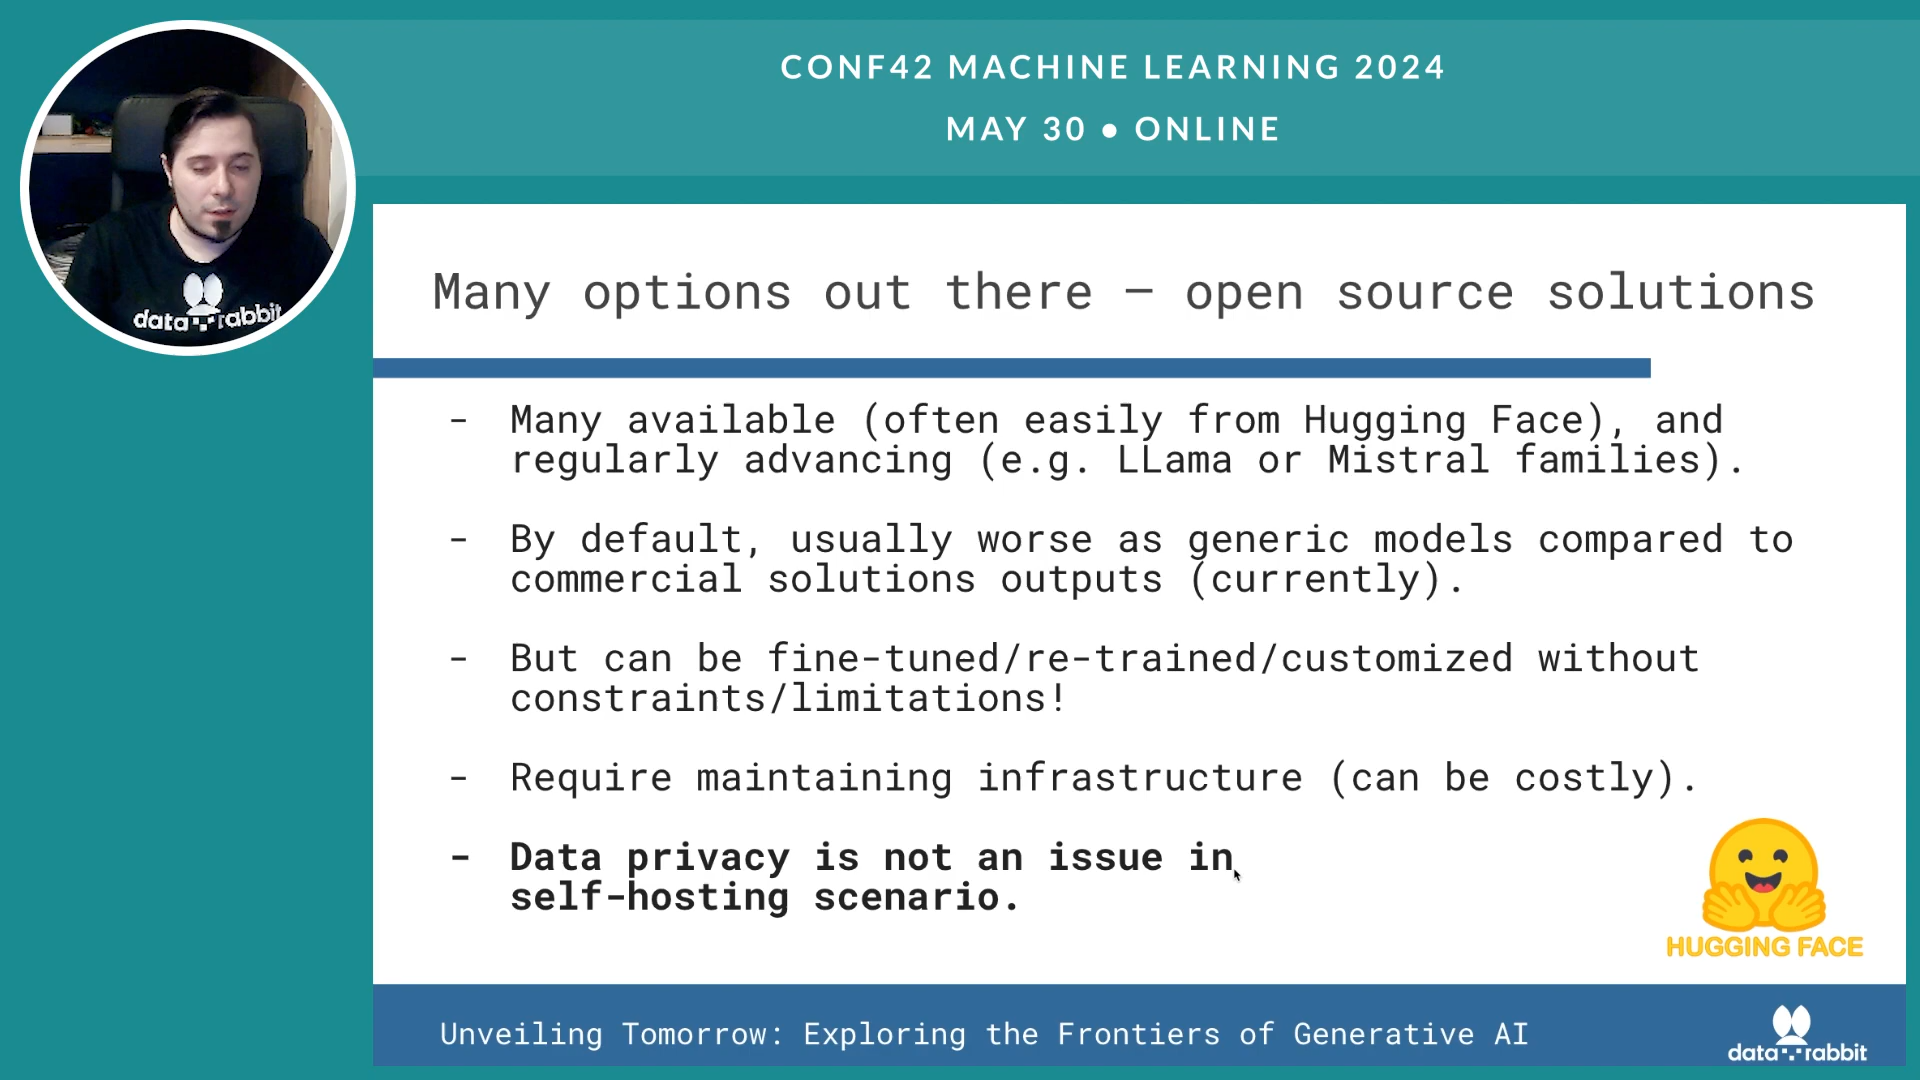 CONF42 MACHINE LEARNING 2024
MAY 30 ● ONLINE
data rabbit
Many options out there – open source solutions
- Many available (often easily from Hugging Face), and
regularly advancing (e.g. LLama or Mistral families).
- By default, usually worse as generic models compared to
commercial solutions outputs (currently).
- But can be fine-tuned/re-trained/customized without
constraints/limitations!
- Require maintaining infrastructure (can be costly).
- Data privacy is not an issue in
self-hosting scenario.
HUGGING FACE
Unveiling Tomorrow: Exploring the Frontiers of Generative AI
data rabbit